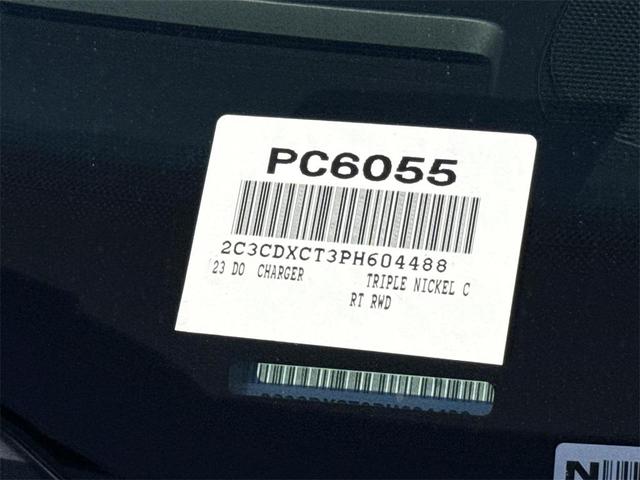 PC6055
2C3CDXCT3PH604488
'23 DO CHARGER TRIPLE NICKEL C
RT RWD
N